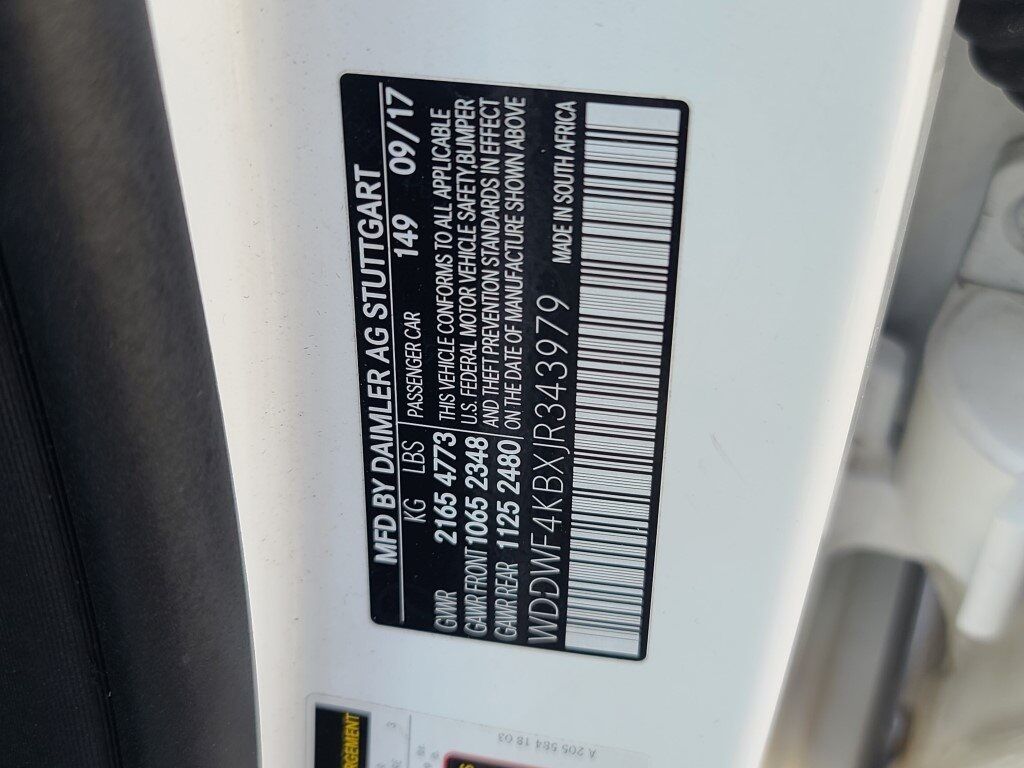 MFD BY DAIMLER AG STUTTGART
KG LBS PASSENGER CAR 149 09/17
GVWR 2165 4773 THIS VEHICLE CONFORMS TO ALL APPLICABLE
GAWR FRONT 1065 2348 U.S. FEDERAL MOTOR VEHICLE SAFETY,BUMPER
AND THEFT PREVENTION STANDARDS IN EFFECT
GAWR REAR 1125 2480 ON THE DATE OF MANUFACTURE SHOWN ABOVE
WDDWF4KBXJR343979 MADE IN SOUTH AFRICA
A 205 584 18 03